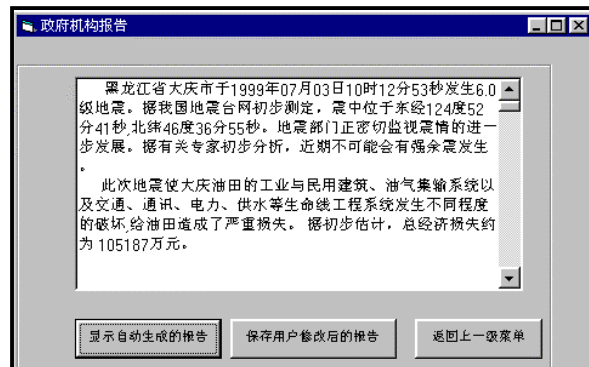 政府机构报告
黑龙江省大庆市于1999年07月03日10时12分53秒发生6.0
级地震。据我国地震台网初步测定，震中位于东经124度52
分41秒,北纬46度36分55秒。地震部门正密切监视震情的进一
步发展。据有关专家初步分析，近期不可能会有强余震发生
。
此次地震使大庆油田的工业与民用建筑、油气集输系统以
及交通、通讯、电力、供水等生命线工程系统发生不同程度
的破坏,给油田造成了严重损失。 据初步估计，总经济损失约
为 105187万元。
显示自动生成的报告
保存用户修改后的报告
返回上一级菜单